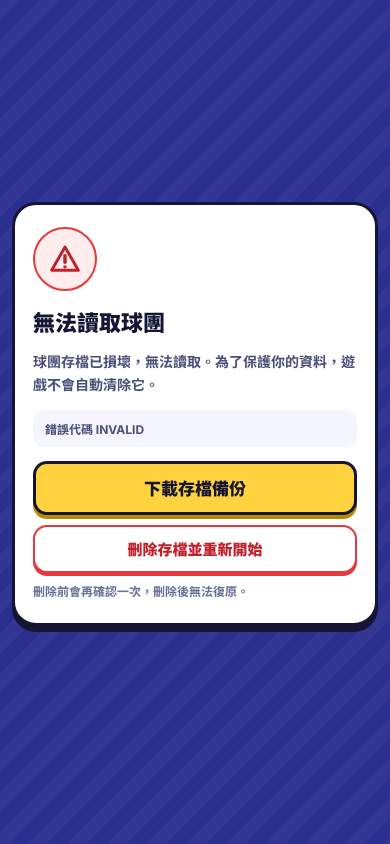 無法讀取球團
球團存檔已損壞，無法讀取。為了保護你的資料，遊
戲不會自動清除它。
錯誤代碼 INVALID
下載存檔備份
刪除存檔並重新開始
刪除前會再確認一次，刪除後無法復原。